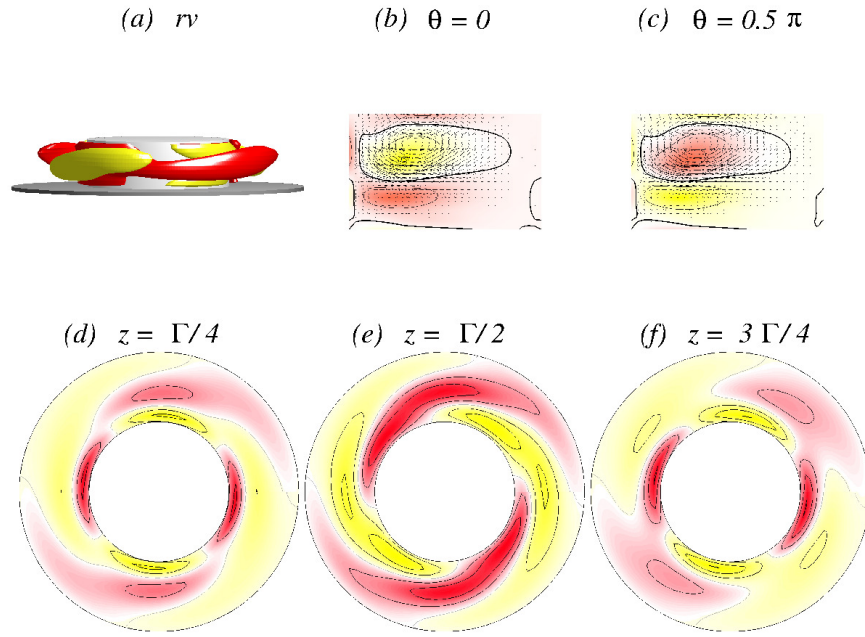 (a) rv
(b) θ = 0
(c) θ = 0.5 π
(d) z = Γ/4
(e) z = Γ/2
(f) z = 3 Γ/4